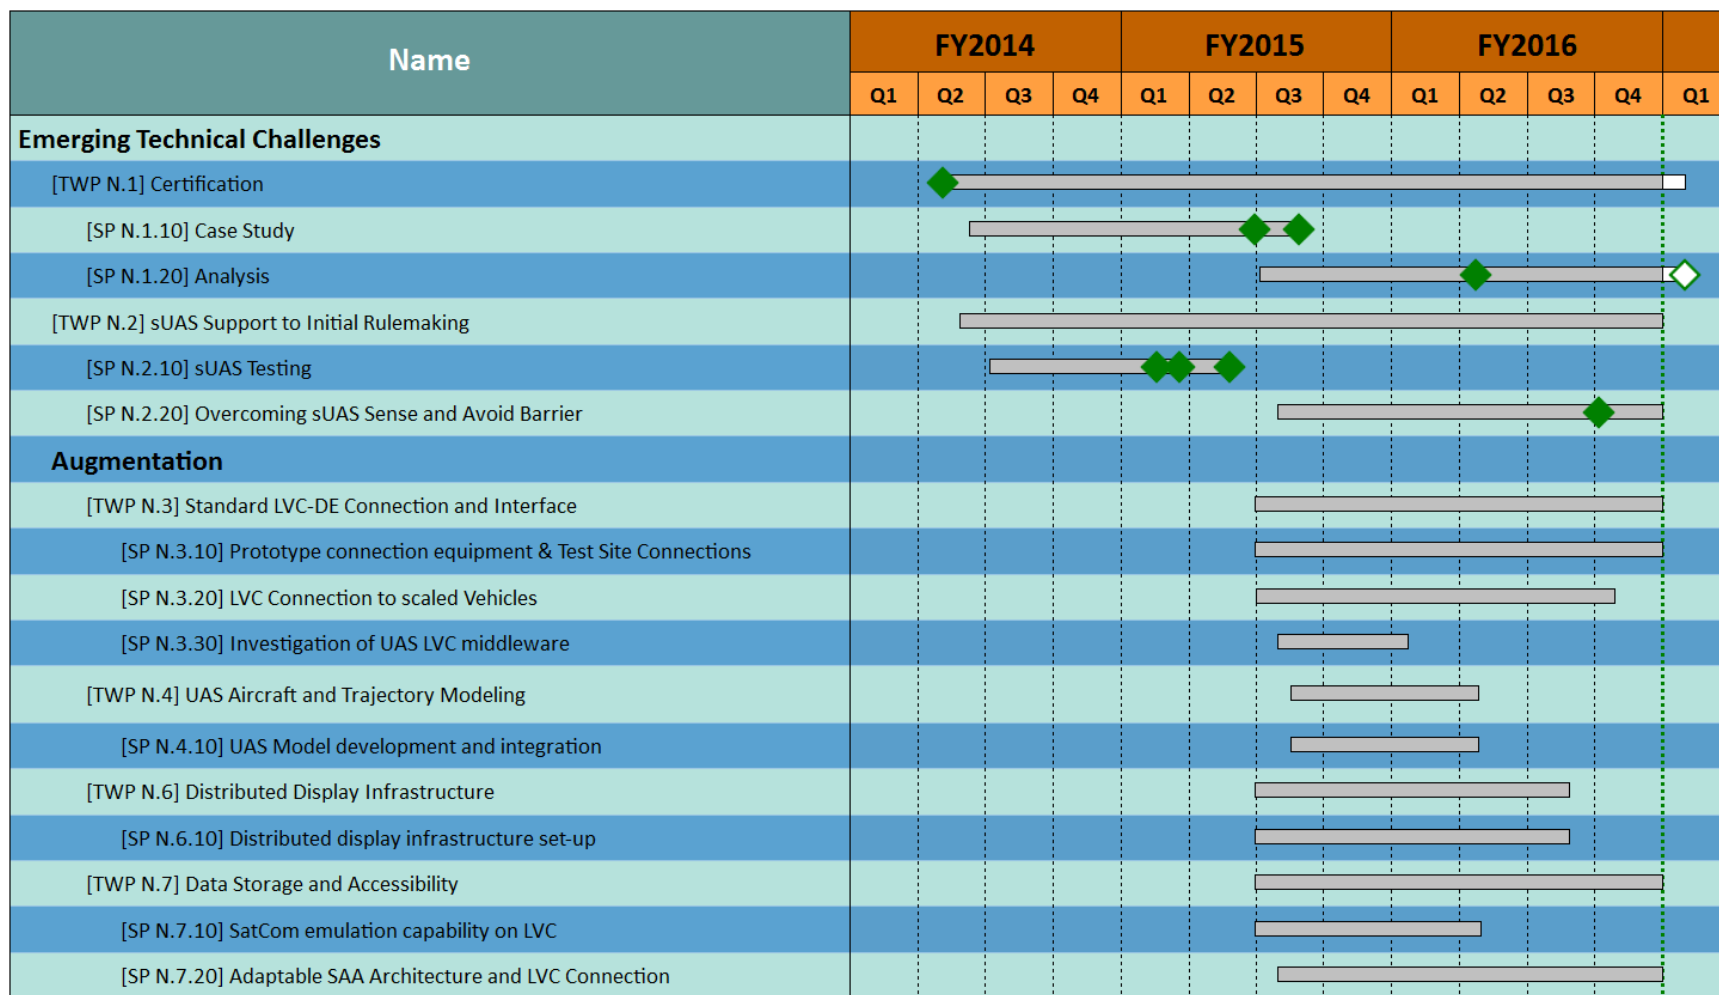 Name
FY2014 FY2015 FY2016
Q1 Q2 Q3 Q4 Q1 Q2 Q3 Q4 Q1 Q2 Q3 Q4 Q1
Emerging Technical Challenges
[TWP N.1] Certification
[SP N.1.10] Case Study
[SP N.1.20] Analysis
[TWP N.2] sUAS Support to Initial Rulemaking
[SP N.2.10] sUAS Testing
[SP N.2.20] Overcoming sUAS Sense and Avoid Barrier
Augmentation
[TWP N.3] Standard LVC-DE Connection and Interface
[SP N.3.10] Prototype connection equipment & Test Site Connections
[SP N.3.20] LVC Connection to scaled Vehicles
[SP N.3.30] Investigation of UAS LVC middleware
[TWP N.4] UAS Aircraft and Trajectory Modeling
[SP N.4.10] UAS Model development and integration
[TWP N.6] Distributed Display Infrastructure
[SP N.6.10] Distributed display infrastructure set-up
[TWP N.7] Data Storage and Accessibility
[SP N.7.10] SatCom emulation capability on LVC
[SP N.7.20] Adaptable SAA Architecture and LVC Connection